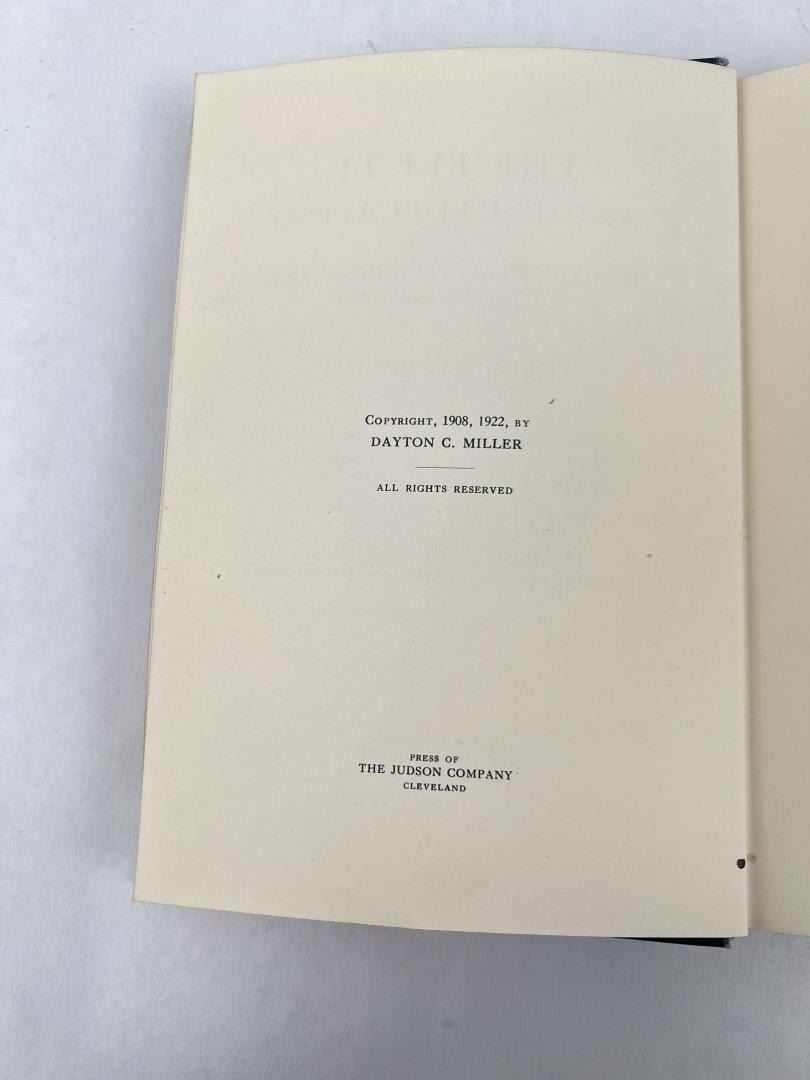 COPYRIGHT, 1908, 1922, BY
DAYTON C. MILLER
ALL RIGHTS RESERVED
PRESS OF
THE JUDSON COMPANY
CLEVELAND